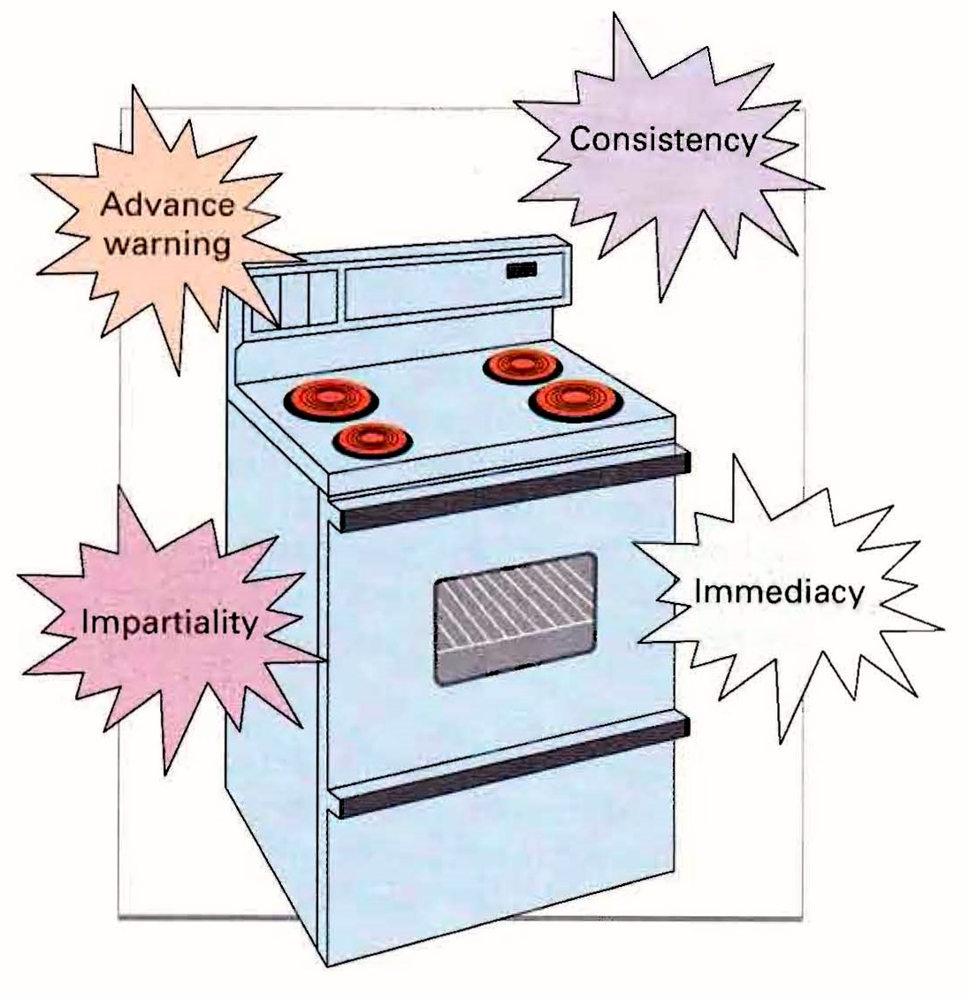 Consistency
Advance
warning
Immediacy
Impartiality